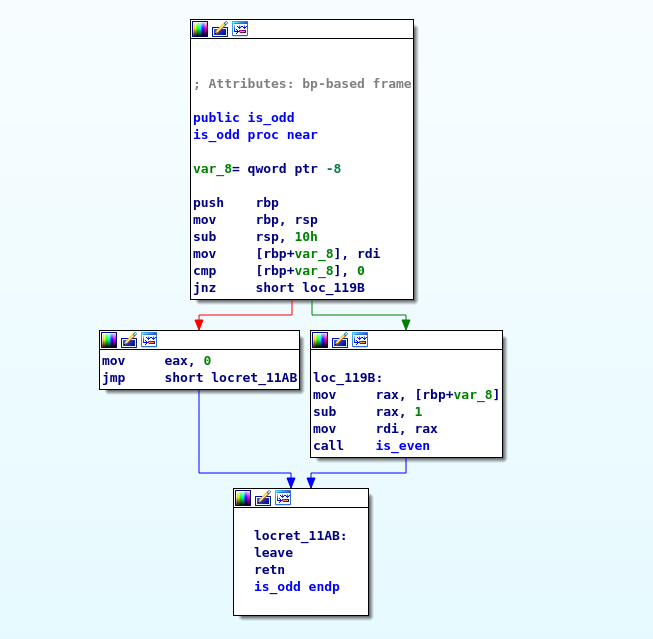 ; Attributes: bp-based frame
public is_odd
is_odd proc near
var_8= qword ptr -8
push    rbp
mov     rbp, rsp
sub     rsp, 10h
mov     [rbp+var_8], rdi
cmp     [rbp+var_8], 0
jnz     short loc_119B
mov     eax, 0
jmp     short locret_11AB
loc_119B:
mov     rax, [rbp+var_8]
sub     rax, 1
mov     rdi, rax
call    is_even
locret_11AB:
leave
retn
is_odd endp